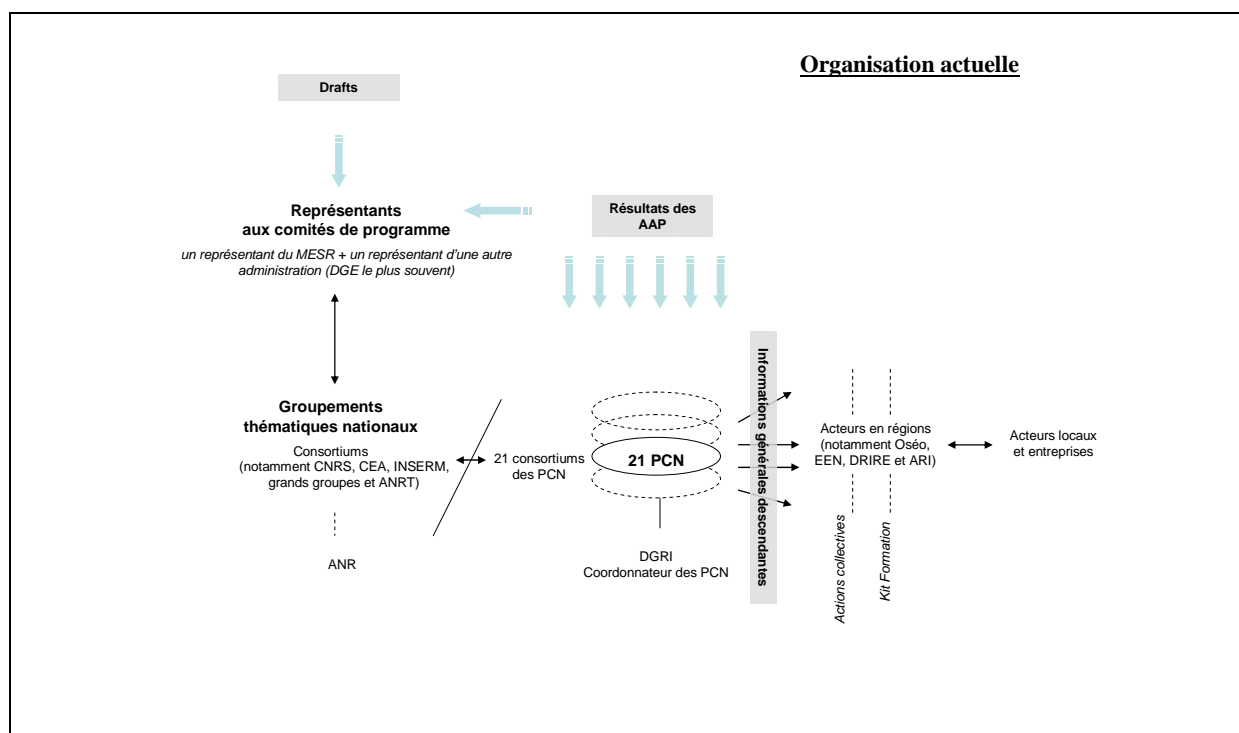 Organisation actuelle
Drafts
Représentants
aux comités de programme
un représentant du MESR + un représentant d'une autre
administration (DGE le plus souvent)
Résultats des
AAP
Groupements
thématiques nationaux
Consortiums
(notamment CNRS, CEA, INSERM,
grands groupes et ANRT)
ANR
21 consortiums
des PCN
21 PCN
DGRI
Coordonnateur des PCN
Informations générales descendantes
Acteurs en régions
(notamment Oséo,
EEN, DRIRE et ARI)
Actions collectives
Kit Formation
Acteurs locaux
et entreprises